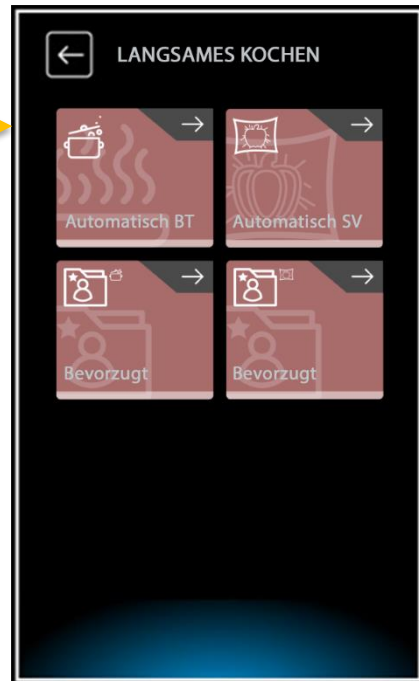 LANGSAMES KOCHEN
Automatisch BT
Automatisch SV
Bevorzugt
Bevorzugt